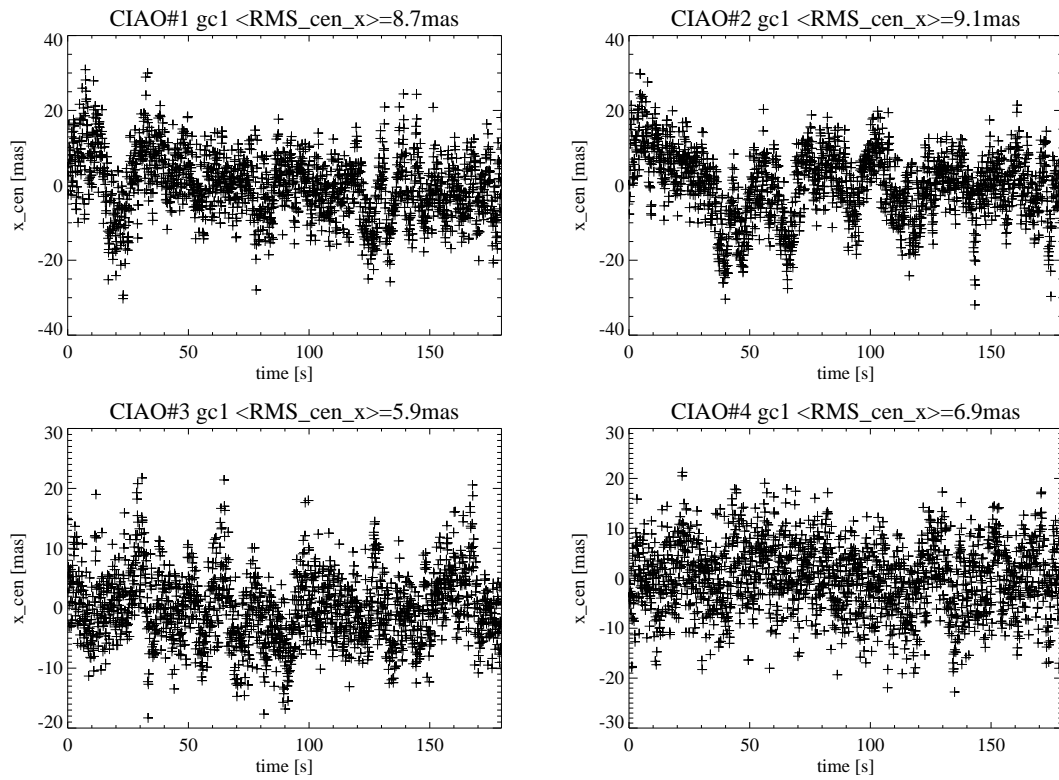 CIAO#1 gc1 <RMS_cen_x>=8.7mas
40
20
0
-20
-40
x_cen [mas]
0 50 100 150
time [s]
CIAO#2 gc1 <RMS_cen_x>=9.1mas
40
20
0
-20
-40
x_cen [mas]
0 50 100 150
time [s]
CIAO#3 gc1 <RMS_cen_x>=5.9mas
30
20
10
0
-10
-20
x_cen [mas]
0 50 100 150
time [s]
CIAO#4 gc1 <RMS_cen_x>=6.9mas
30
20
10
0
-10
-20
-30
x_cen [mas]
0 50 100 150
time [s]